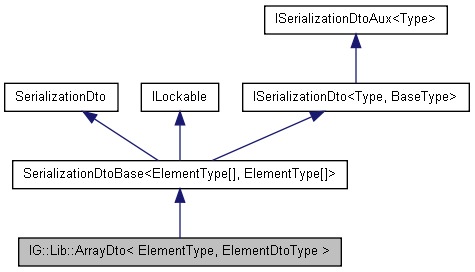 ISerializationDtoAux<Type>
SerializationDto
ILockable
ISerializationDto<Type, BaseType>
SerializationDtoBase<ElementType[], ElementType[]>
IG::Lib::ArrayDto< ElementType, ElementDtoType >